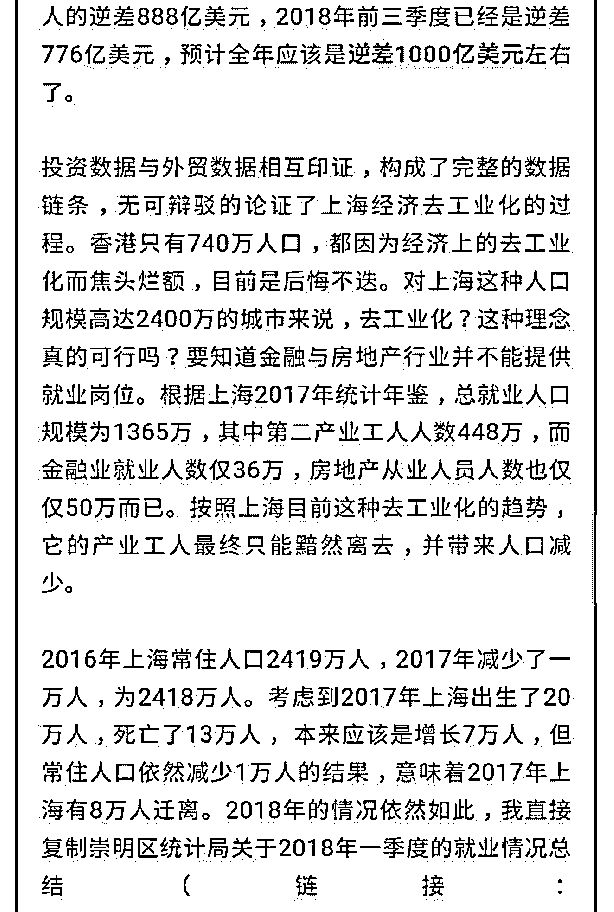 人的逆差888亿美元，2018年前三季度已经是逆差
776亿美元，预计全年应该是逆差1000亿美元左右
了。
投资数据与外贸数据相互印证，构成了完整的数据
链条，无可辩驳的论证了上海经济去工业化的过
程。香港只有740万人口，都因为经济上的去工业
化而焦头烂额，目前是后悔不迭。对上海这种人口
规模高达2400万的城市来说，去工业化？这种理念
真的可行吗？要知道金融与房地产行业并不能提供
就业岗位。根据上海2017年统计年鉴，总就业人口
规模为1365万，其中第二产业工人人数448万，而
金融业就业人数仅36万，房地产从业人员人数也仅
仅50万而已。按照上海目前这种去工业化的趋势，
它的产业工人最终只能黯然离去，并带来人口减
少。
2016年上海常住人口2419万人，2017年减少了一
万人，为2418万人。考虑到2017年上海出生了20
万人，死亡了13万人， 本来应该是增长7万人，但
常住人口依然减少1万人的结果，意味着2017年上
海有8万人迁离。2018年的情况依然如此，我直接
复制崇明区统计局关于2018年一季度的就业情况总
结（链接：